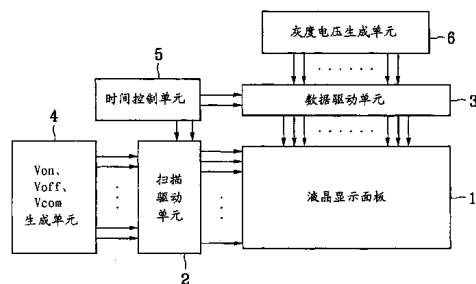 灰度电压生成单元
6
5
时间控制单元
数据驱动单元
3
4
Von、
Voff、
Vcom
生成单元
扫描
驱动
单元
液晶显示面板
1
2